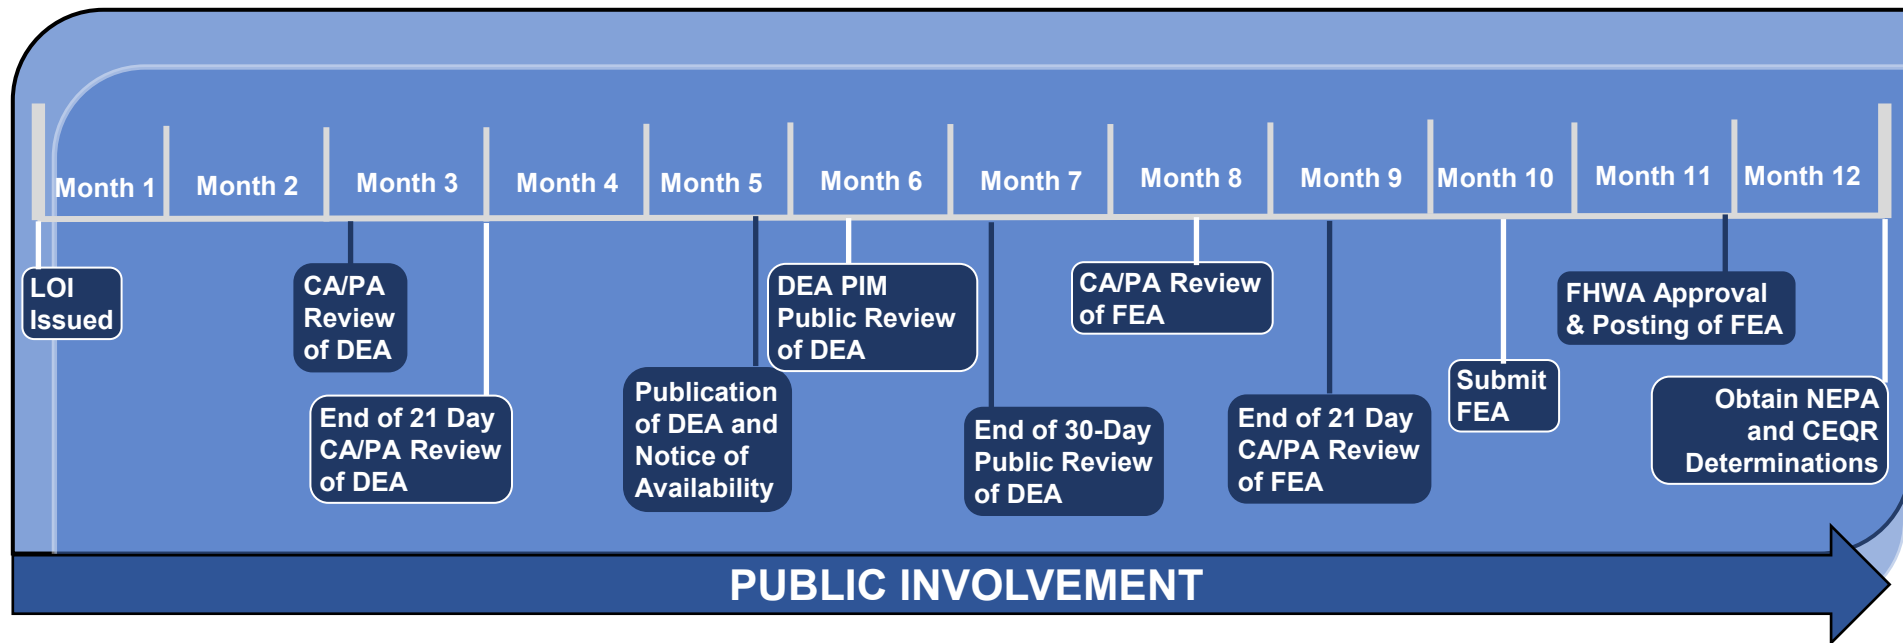 Month 1
Month 2
Month 3
Month 4
Month 5
Month 6
Month 7
Month 8
Month 9
Month 10
Month 11
Month 12
LOI
Issued
CA/PA
Review
of DEA
End of 21 Day
CA/PA Review
of DEA
Publication
of DEA and
Notice of
Availability
DEA PIM
Public Review
of DEA
End of 30-Day
Public Review
of DEA
CA/PA Review
of FEA
End of 21 Day
CA/PA Review
of FEA
Submit
FEA
FHWA Approval
& Posting of FEA
Obtain NEPA
and CEQR
Determinations
PUBLIC INVOLVEMENT